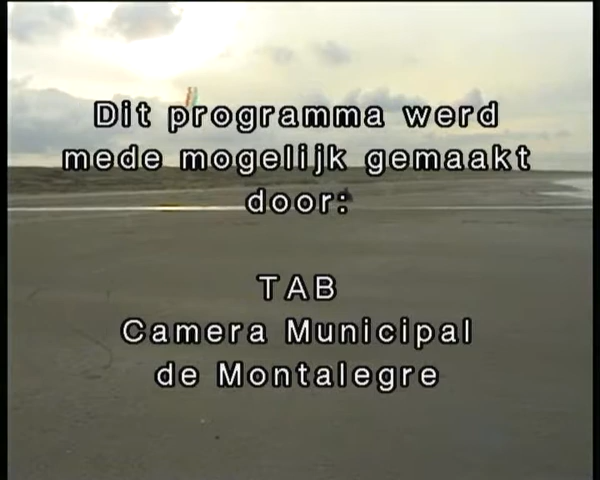 Dit programma werd
mede mogelijk gemaakt
door:
TAB
Camera Municipal
de Montalegre